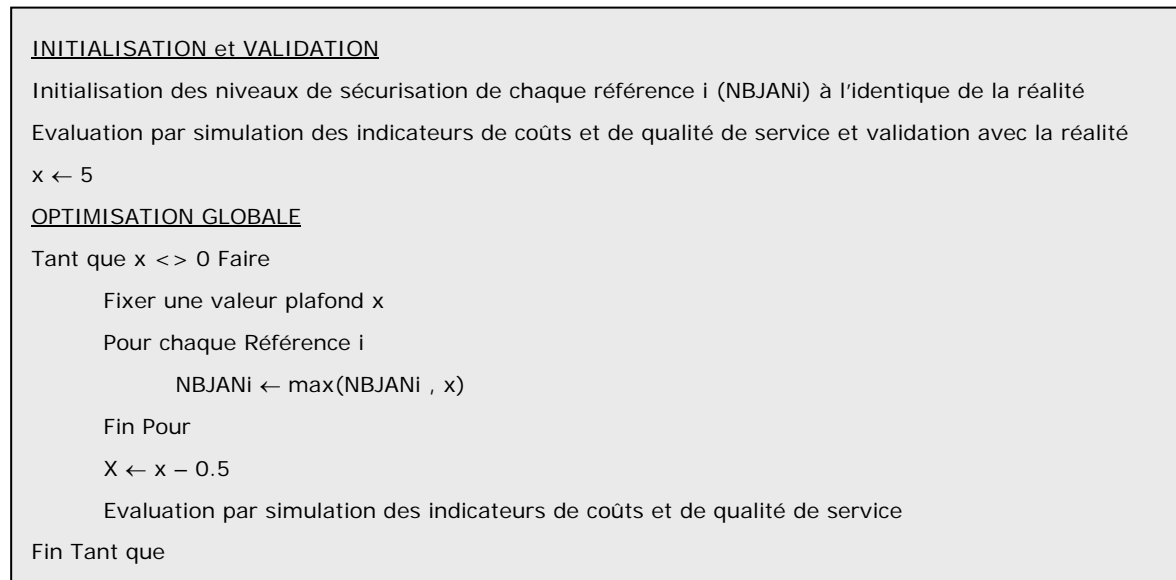 INITIALISATION et VALIDATION
Initialisation des niveaux de sécurisation de chaque référence i (NBJANi) à l'identique de la réalité
Evaluation par simulation des indicateurs de coûts et de qualité de service et validation avec la réalité
x ← 5
OPTIMISATION GLOBALE
Tant que x <> 0 Faire
Fixer une valeur plafond x
Pour chaque Référence i
NBJANi ← max(NBJANi , x)
Fin Pour
X ← x – 0.5
Evaluation par simulation des indicateurs de coûts et de qualité de service
Fin Tant que